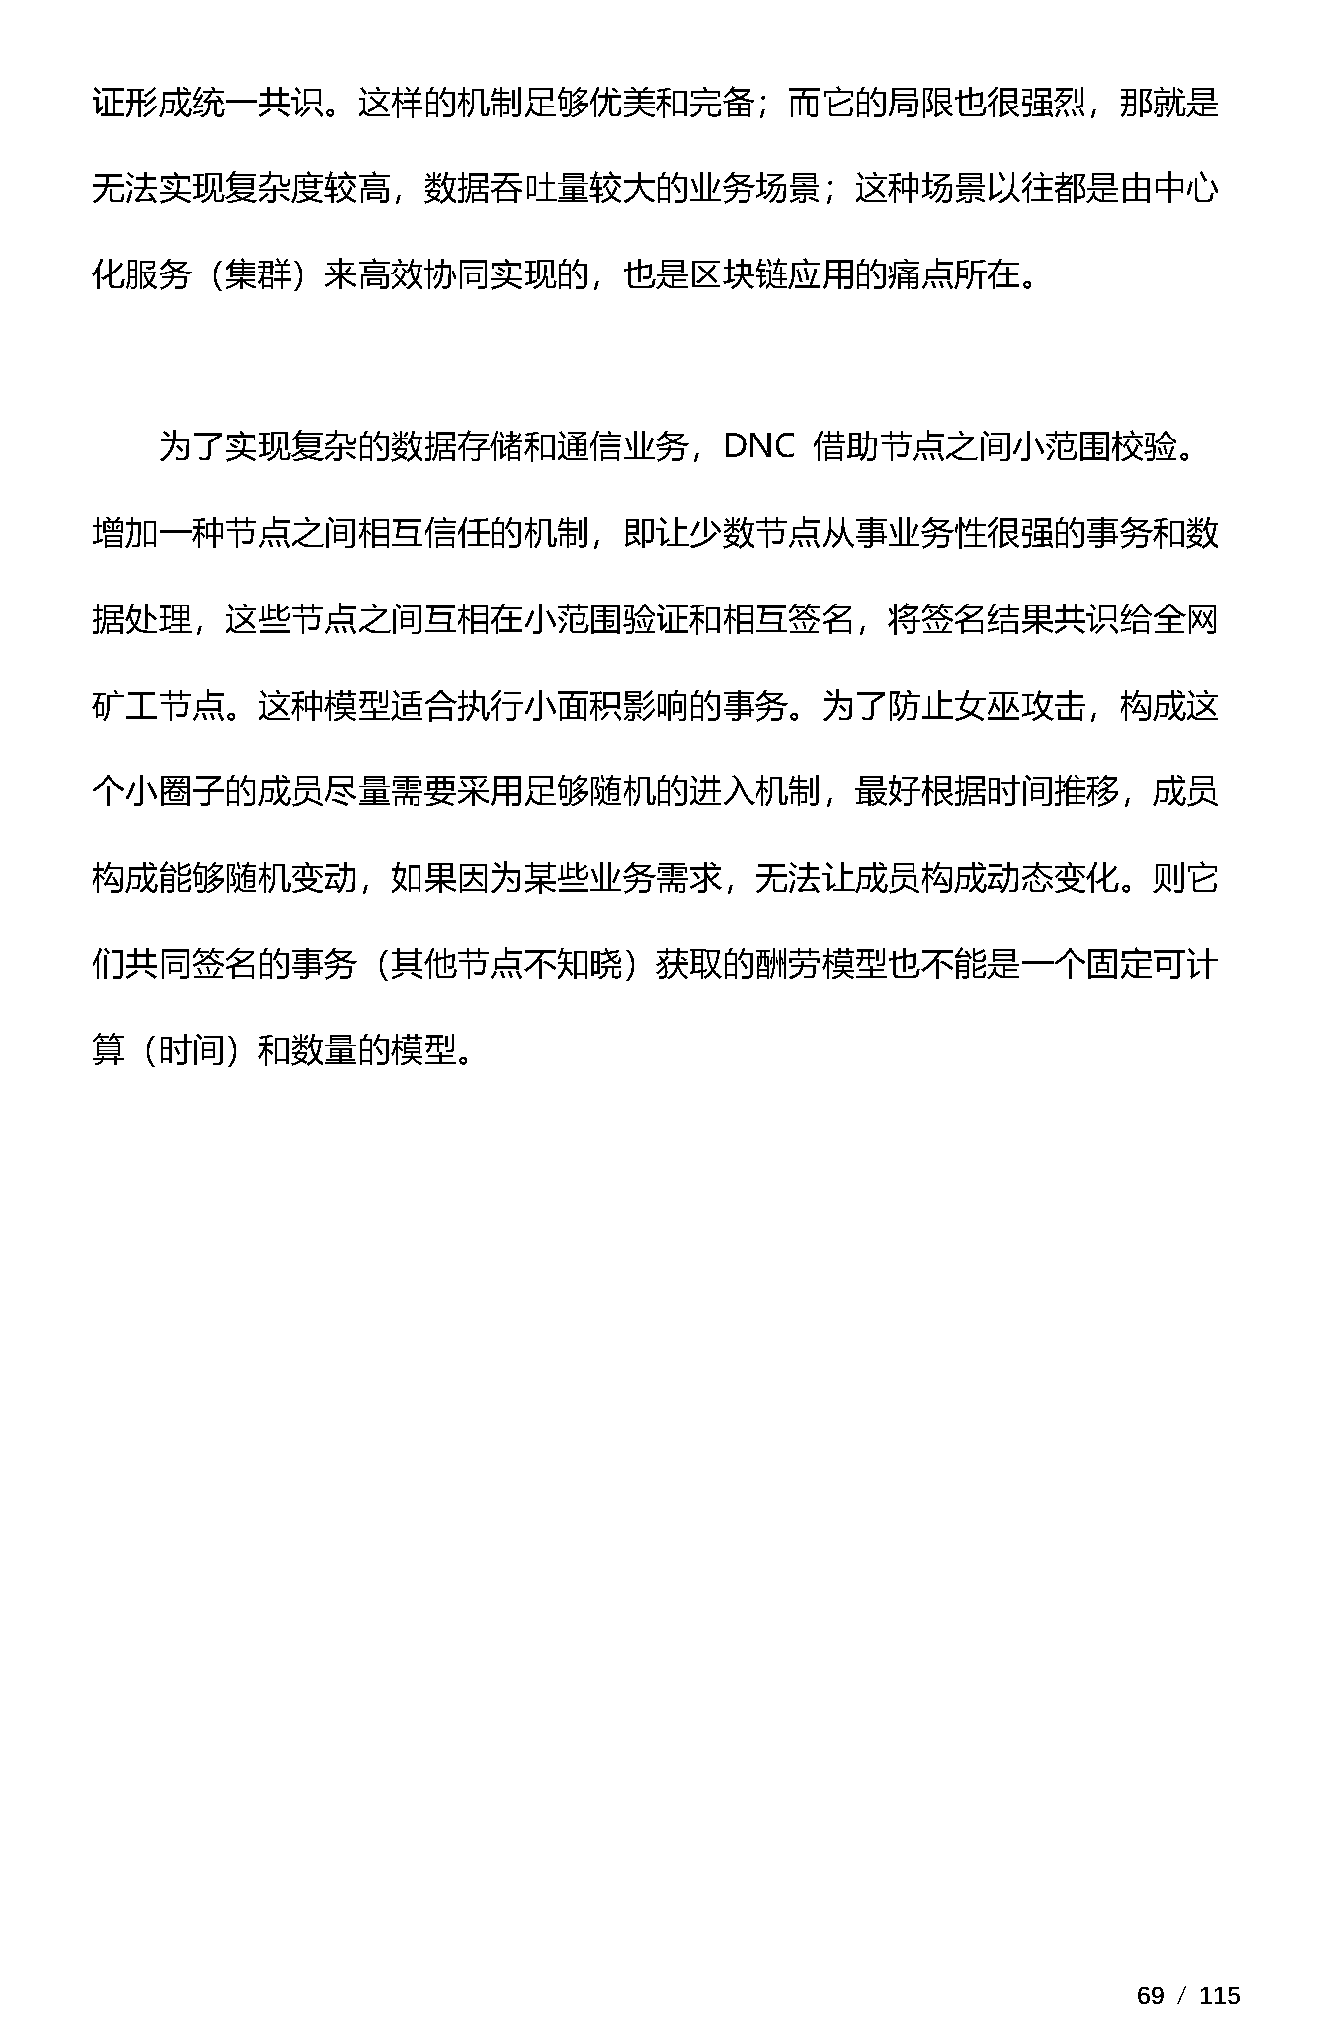 证形成统一共识。这样的机制足够优美和完备；而它的局限也很强烈，那就是
无法实现复杂度较高，数据吞吐量较大的业务场景；这种场景以往都是由中心
化服务（集群）来高效协同实现的，也是区块链应用的痛点所在。
为了实现复杂的数据存储和通信业务，DNC 借助节点之间小范围校验。
增加一种节点之间相互信任的机制，即让少数节点从事业务性很强的事务和数
据处理，这些节点之间互相在小范围验证和相互签名，将签名结果共识给全网
矿工节点。这种模型适合执行小面积影响的事务。为了防止女巫攻击，构成这
个小圈子的成员尽量需要采用足够随机的进入机制，最好根据时间推移，成员
构成能够随机变动，如果因为某些业务需求，无法让成员构成动态变化。则它
们共同签名的事务（其他节点不知晓）获取的酬劳模型也不能是一个固定可计
算（时间）和数量的模型。
69 / 115